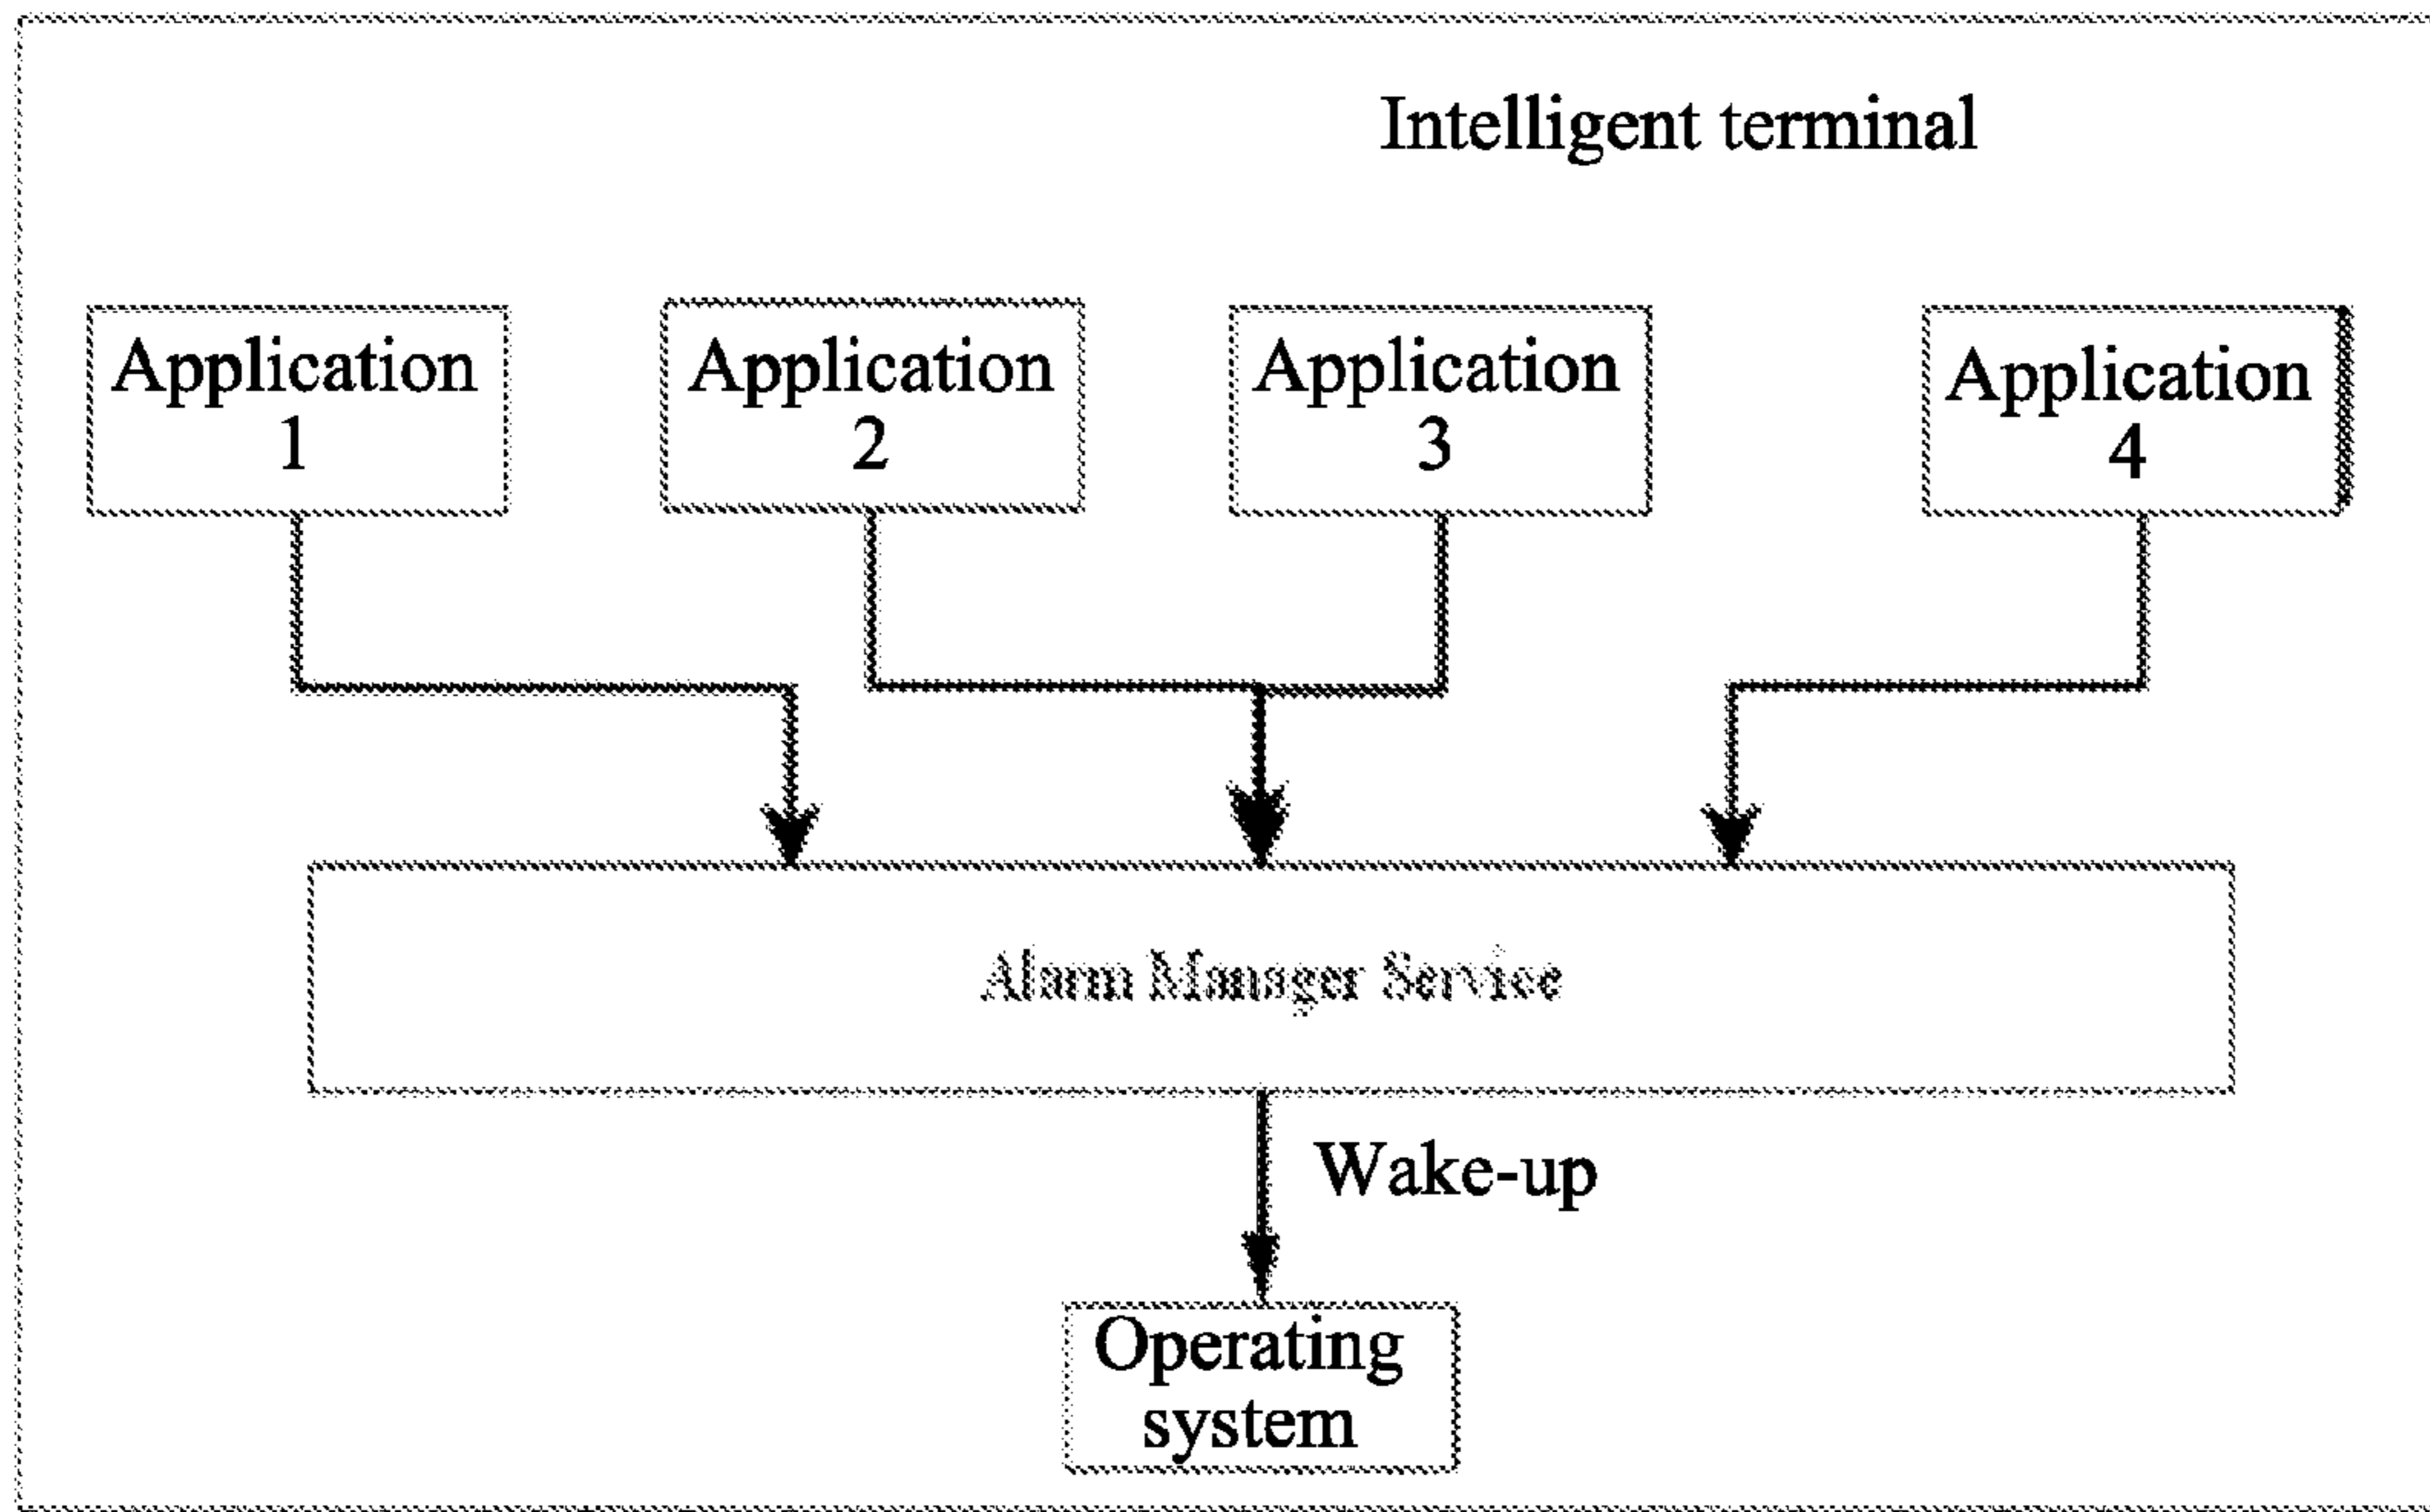 Intelligent terminal
Application
1
Application
2
Application
3
Application
4
Alarm Manager Service
Wake-up
Operating
system